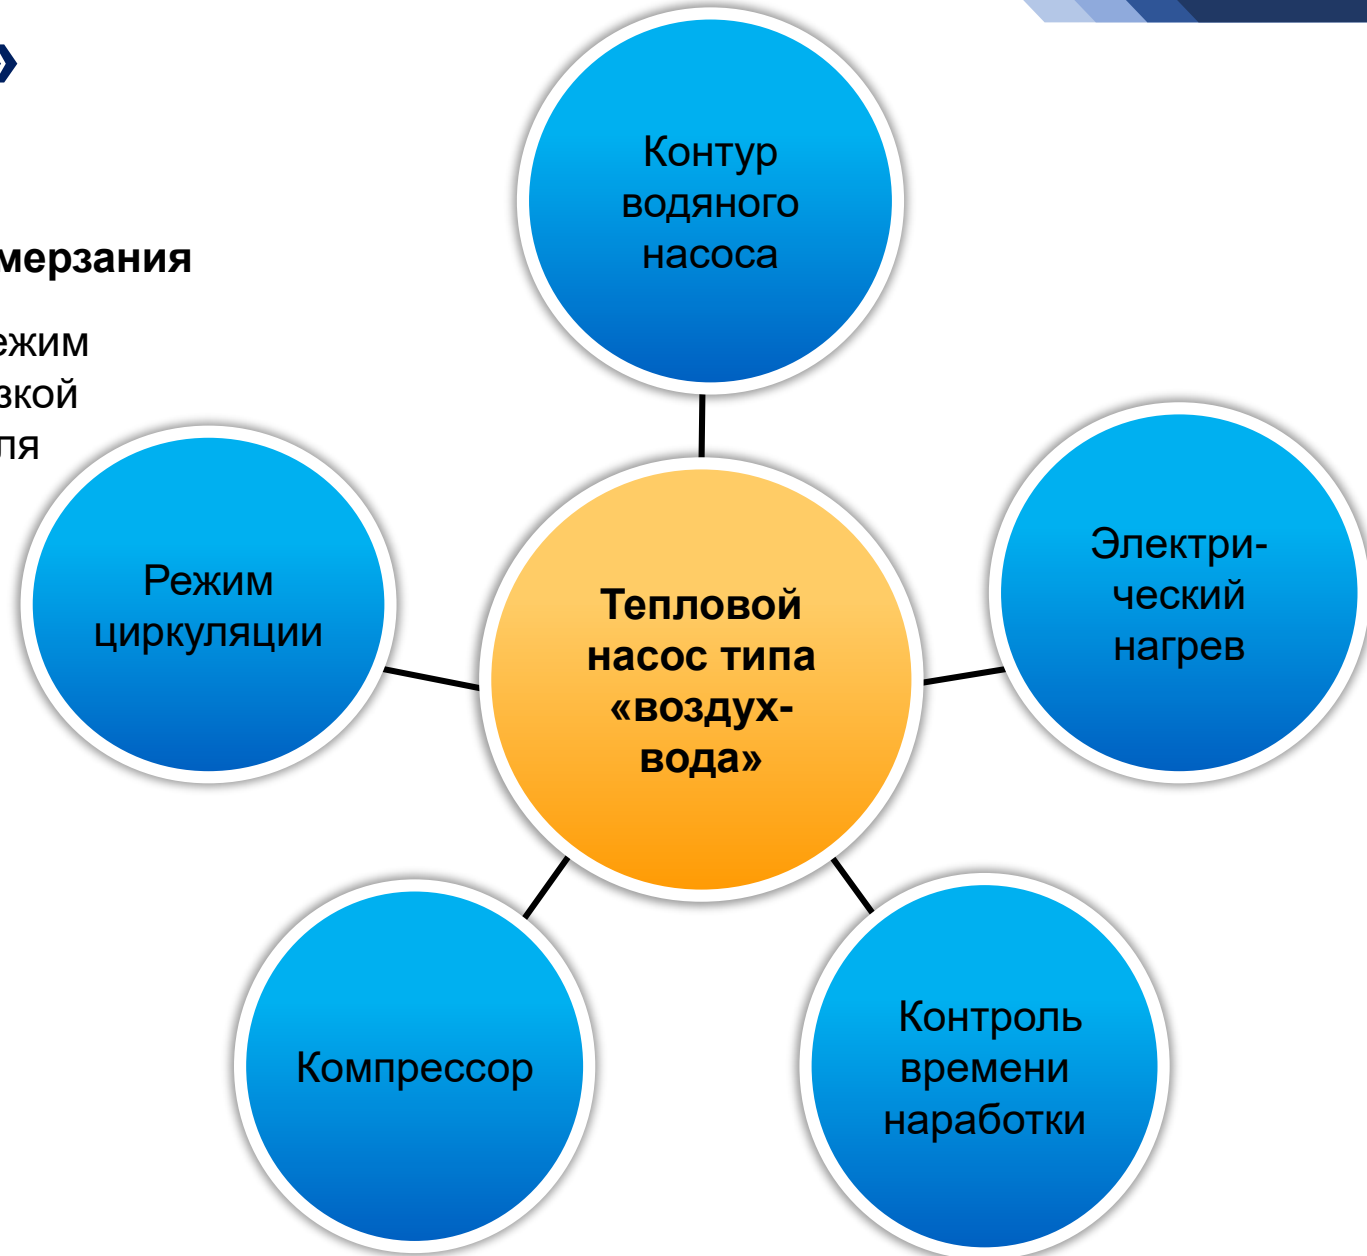 »
мерзания
ежим
зкой
ля
Контур
водяного
насоса
Электри-
ческий
нагрев
Режим
циркуляции
Тепловой
насос типа
«воздух-
вода»
Компрессор
Контроль
времени
наработки